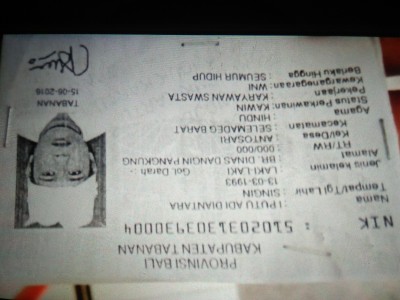 PROVINSI BALI
KABUPATEN TABANAN
NIK : 5102031303930004
Nama : I PUTU ADI DIANTARA
Tempat/Tgl Lahir : SINGIN
13-03-1993
Jenis kelamin : LAKI-LAKI Gol. Darah : -
Alamat : BR. DINAS DANGIN PANGKUNG
RT/RW : 000/000
Kel/Desa : ANTOSARI
Kecamatan : SELEMADEG BARAT
Agama : HINDU
Status Perkawinan : KAWIN
Pekerjaan : KARYAWAN SWASTA
Kewarganegaraan : WNI
Berlaku Hingga : SEUMUR HIDUP
TABANAN
15-08-2016